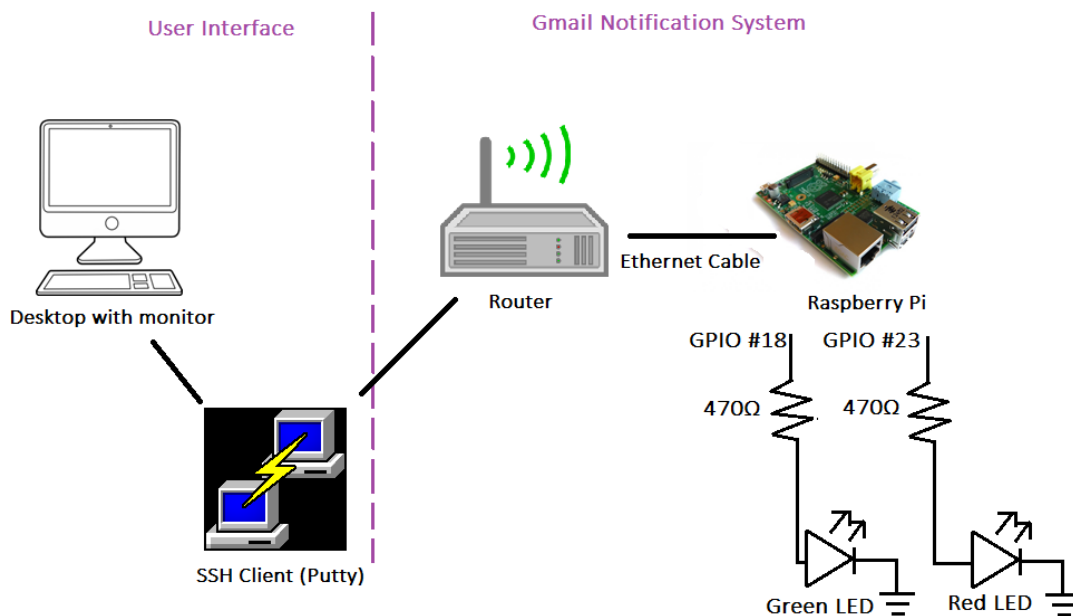 User Interface
Gmail Notification System
Desktop with monitor
Router
Ethernet Cable
Raspberry Pi
GPIO #18
GPIO #23
470Ω
470Ω
SSH Client (Putty)
Green LED
Red LED